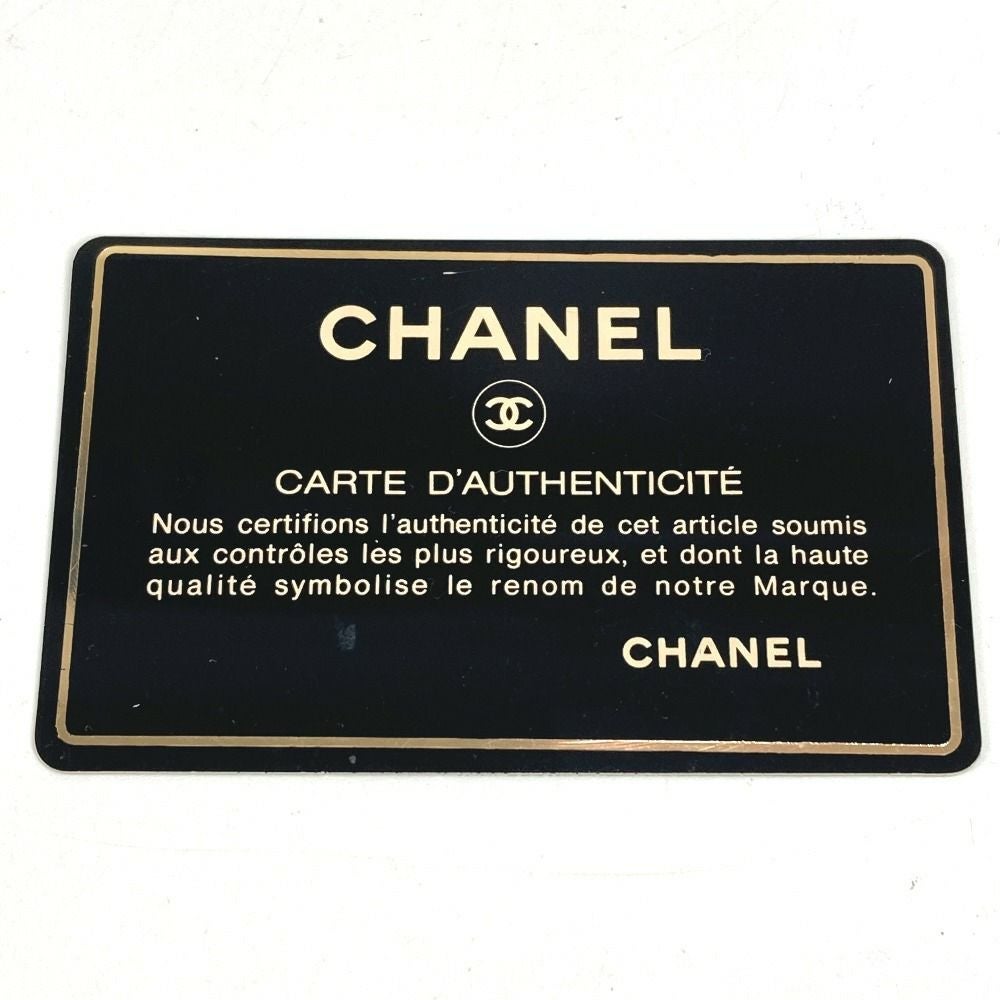 CHANEL
CARTE D'AUTHENTICITÉ
Nous certifions l'authenticité de cet article soumis
aux contrôles lès plus rigoureux, et dont la haute
qualité symbolise le renom de notre Marque.
CHANEL